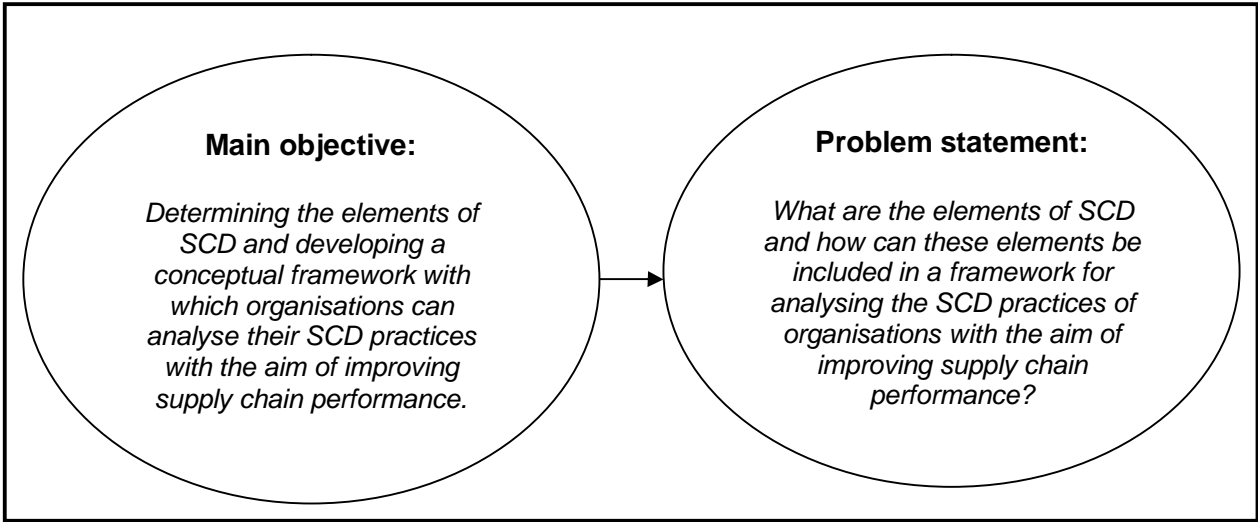 Main objective:
Determining the elements of
SCD and developing a
conceptual framework with
which organisations can
analyse their SCD practices
with the aim of improving
supply chain performance.
Problem statement:
What are the elements of SCD
and how can these elements be
included in a framework for
analysing the SCD practices of
organisations with the aim of
improving supply chain
performance?